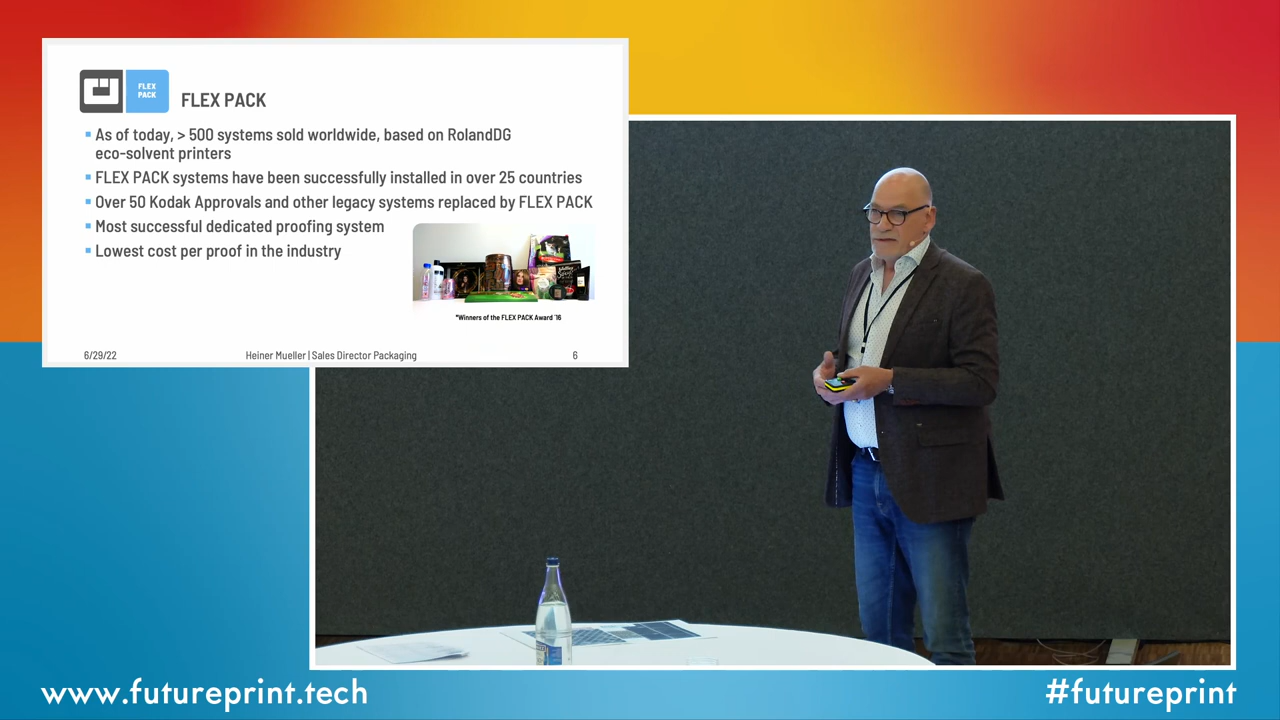 FLEX
PACK
FLEX PACK
As of today, > 500 systems sold worldwide, based on RolandDG
eco-solvent printers
FLEX PACK systems have been successfully installed in over 25 countries
Over 50 Kodak Approvals and other legacy systems replaced by FLEX PACK
Most successful dedicated proofing system
Lowest cost per proof in the industry
*Winners of the FLEX PACK Award '16
6/29/22
Heiner Mueller | Sales Director Packaging
6
www.futureprint.tech
#futureprint